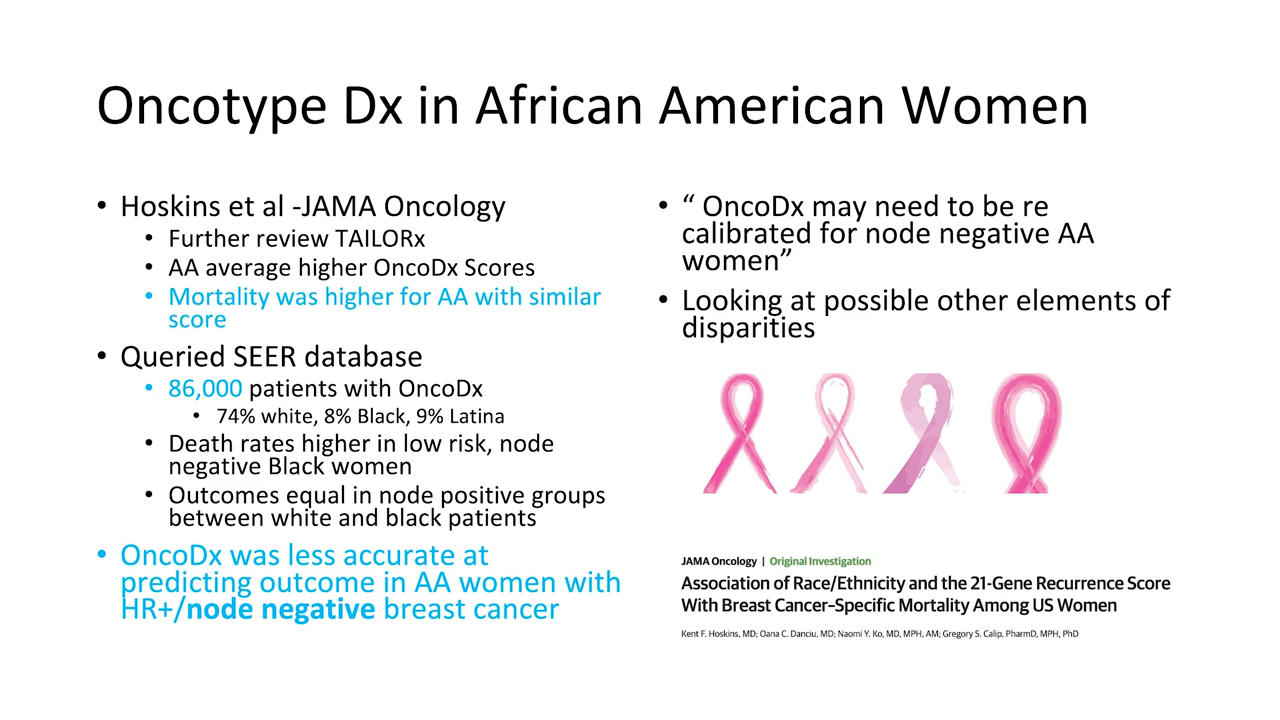 Oncotype Dx in African American Women
• Hoskins et al -JAMA Oncology
• Further review TAILORx
• AA average higher OncoDx Scores
• Mortality was higher for AA with similar
score
• Queried SEER database
• 86,000 patients with OncoDx
• 74% white, 8% Black, 9% Latina
• Death rates higher in low risk, node
negative Black women
• Outcomes equal in node positive groups
between white and black patients
• OncoDx was less accurate at
predicting outcome in AA women with
HR+/node negative breast cancer
• “ OncoDx may need to be re
calibrated for node negative AA
women”
• Looking at possible other elements of
disparities
JAMA Oncology | Original Investigation
Association of Race/Ethnicity and the 21-Gene Recurrence Score
With Breast Cancer–Specific Mortality Among US Women
Kent F. Hoskins, MD; Oana C. Danciu, MD; Naomi Y. Ko, MD, MPH, AM; Gregory S. Calip, PharmD, MPH, PhD